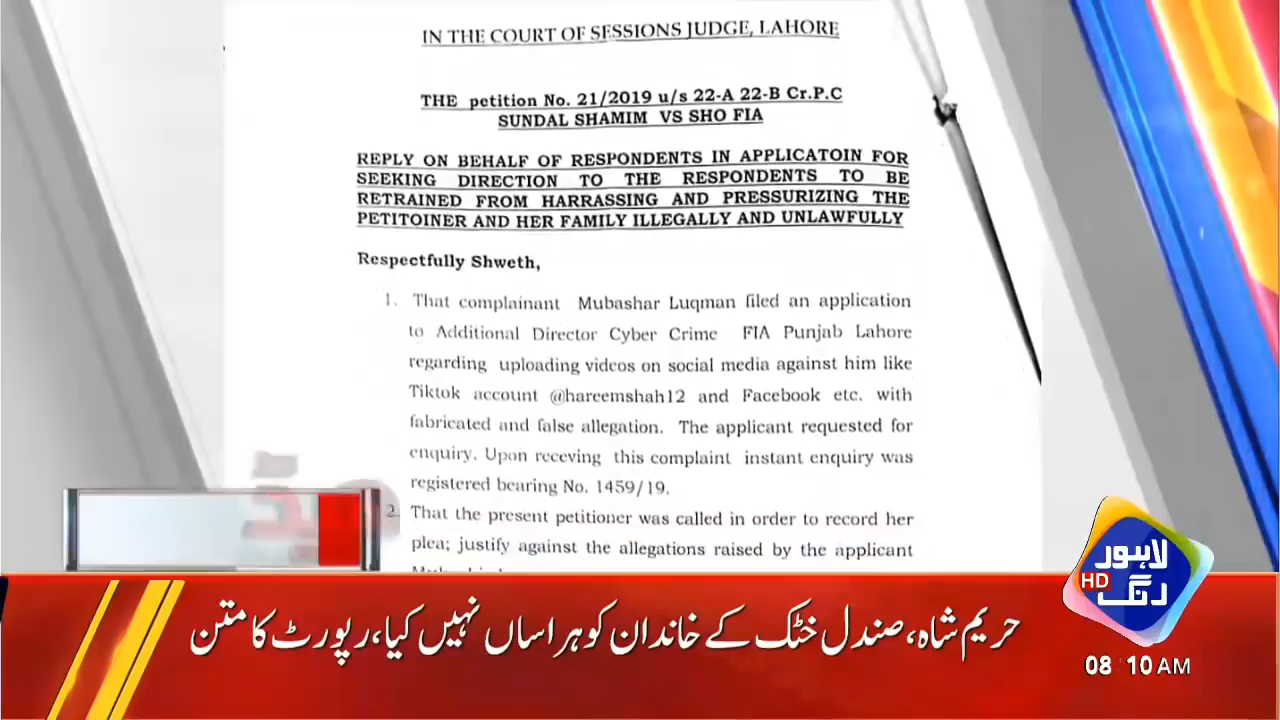 IN THE COURT OF SESSIONS JUDGE, LAHORE
THE petition No. 21/2019 u/s 22-A 22-B Cr.P.C
SUNDAL SHAMIM VS SHO FIA
REPLY ON BEHALF OF RESPONDENTS IN APPLICATOIN FOR
SEEKING DIRECTION TO THE RESPONDENTS TO BE
RETRAINED FROM HARRASSING AND PRESSURIZING THE
PETITOINER AND HER FAMILY ILLEGALLY AND UNLAWFULLY
Respectfully Shweth,
1. That complainant Mubashar Luqman filed an application
to Additional Director Cyber Crime FIA Punjab Lahore
regarding uploading videos on social media against him like
Tiktok account @hareemshah12 and Facebook etc. with
fabricated and false allegation. The applicant requested for
enquiry. Upon receving this complaint instant enquiry was
registered bearing No. 1459/19.
2. That the present petitioner was called in order to record her
plea; justify against the allegations raised by the applicant
لاہور
HD رنگ
حریم شاہ، صندل خٹک کے خاندان کو ہراساں نہیں کیا، رپورٹ کا متن
08 10 AM